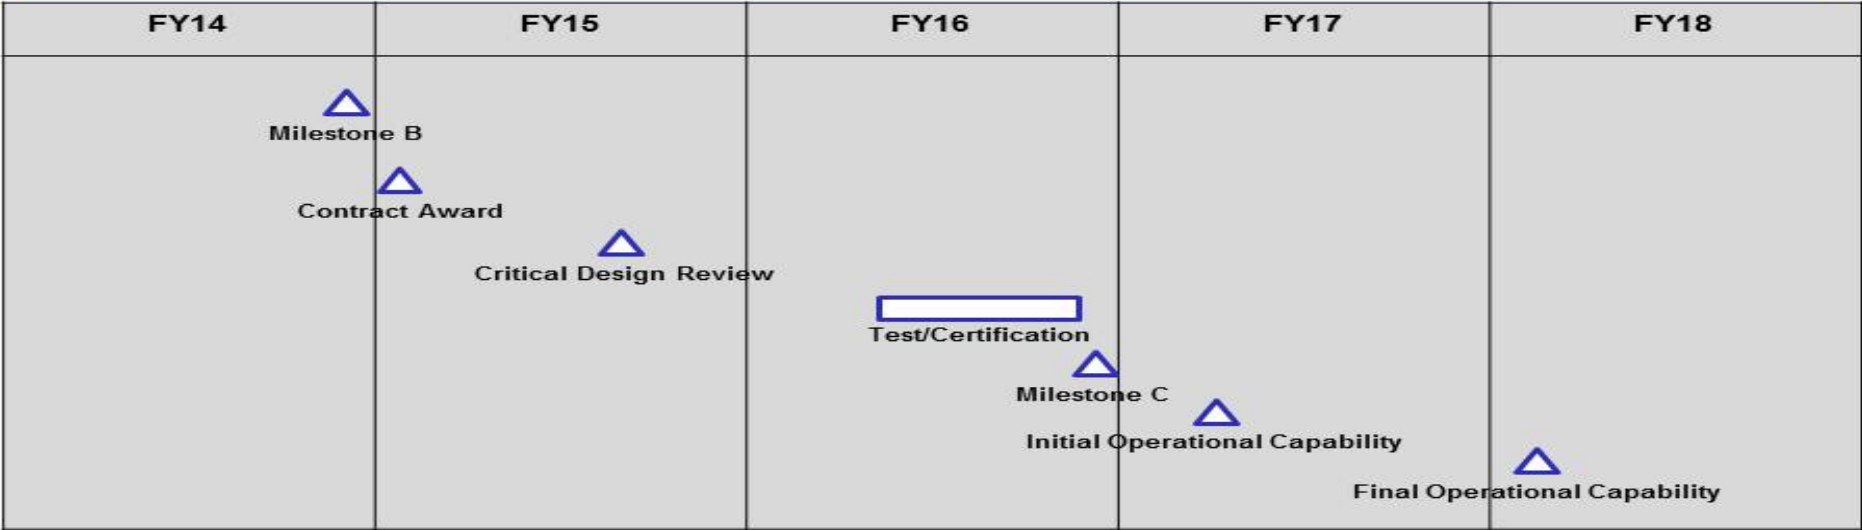 FY14 FY15 FY16 FY17 FY18
Milestone B
Contract Award
Critical Design Review
Test/Certification
Milestone C
Initial Operational Capability
Final Operational Capability